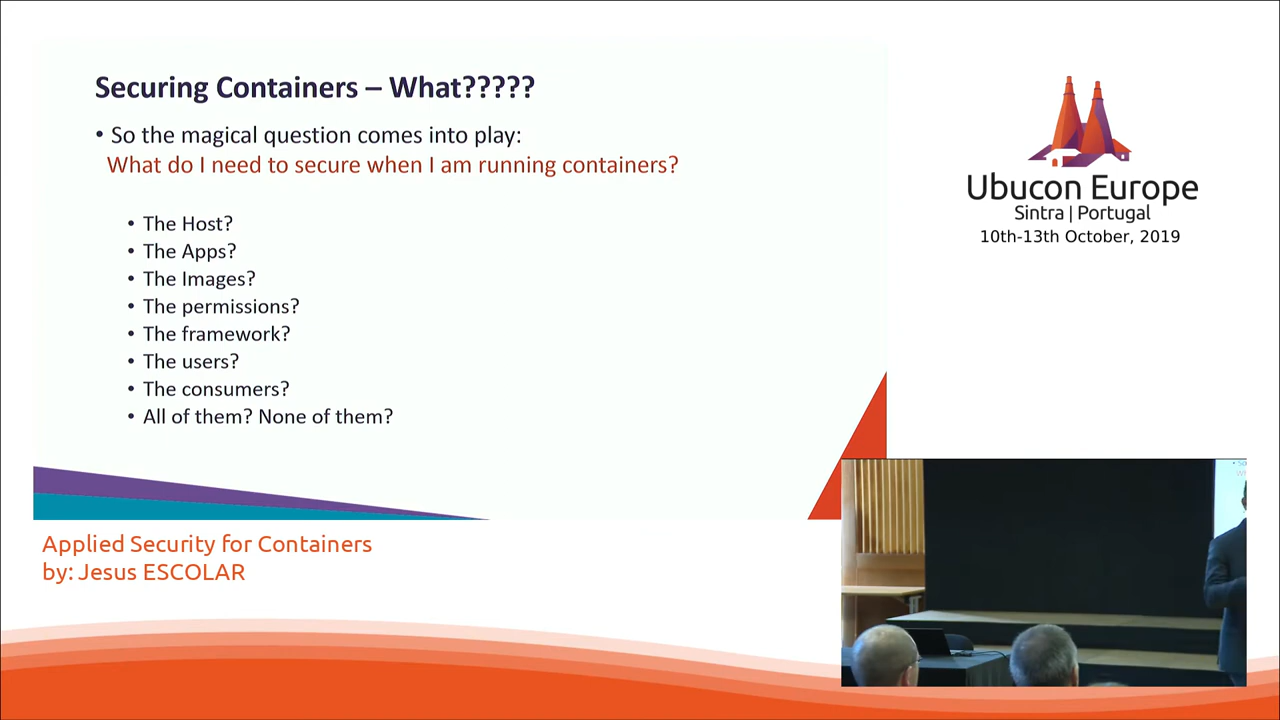 Securing Containers – What?????
• So the magical question comes into play:
What do I need to secure when I am running containers?
• The Host?
• The Apps?
• The Images?
• The permissions?
• The framework?
• The users?
• The consumers?
• All of them? None of them?
Applied Security for Containers
by: Jesus ESCOLAR
Ubucon Europe
Sintra | Portugal
10th-13th October, 2019